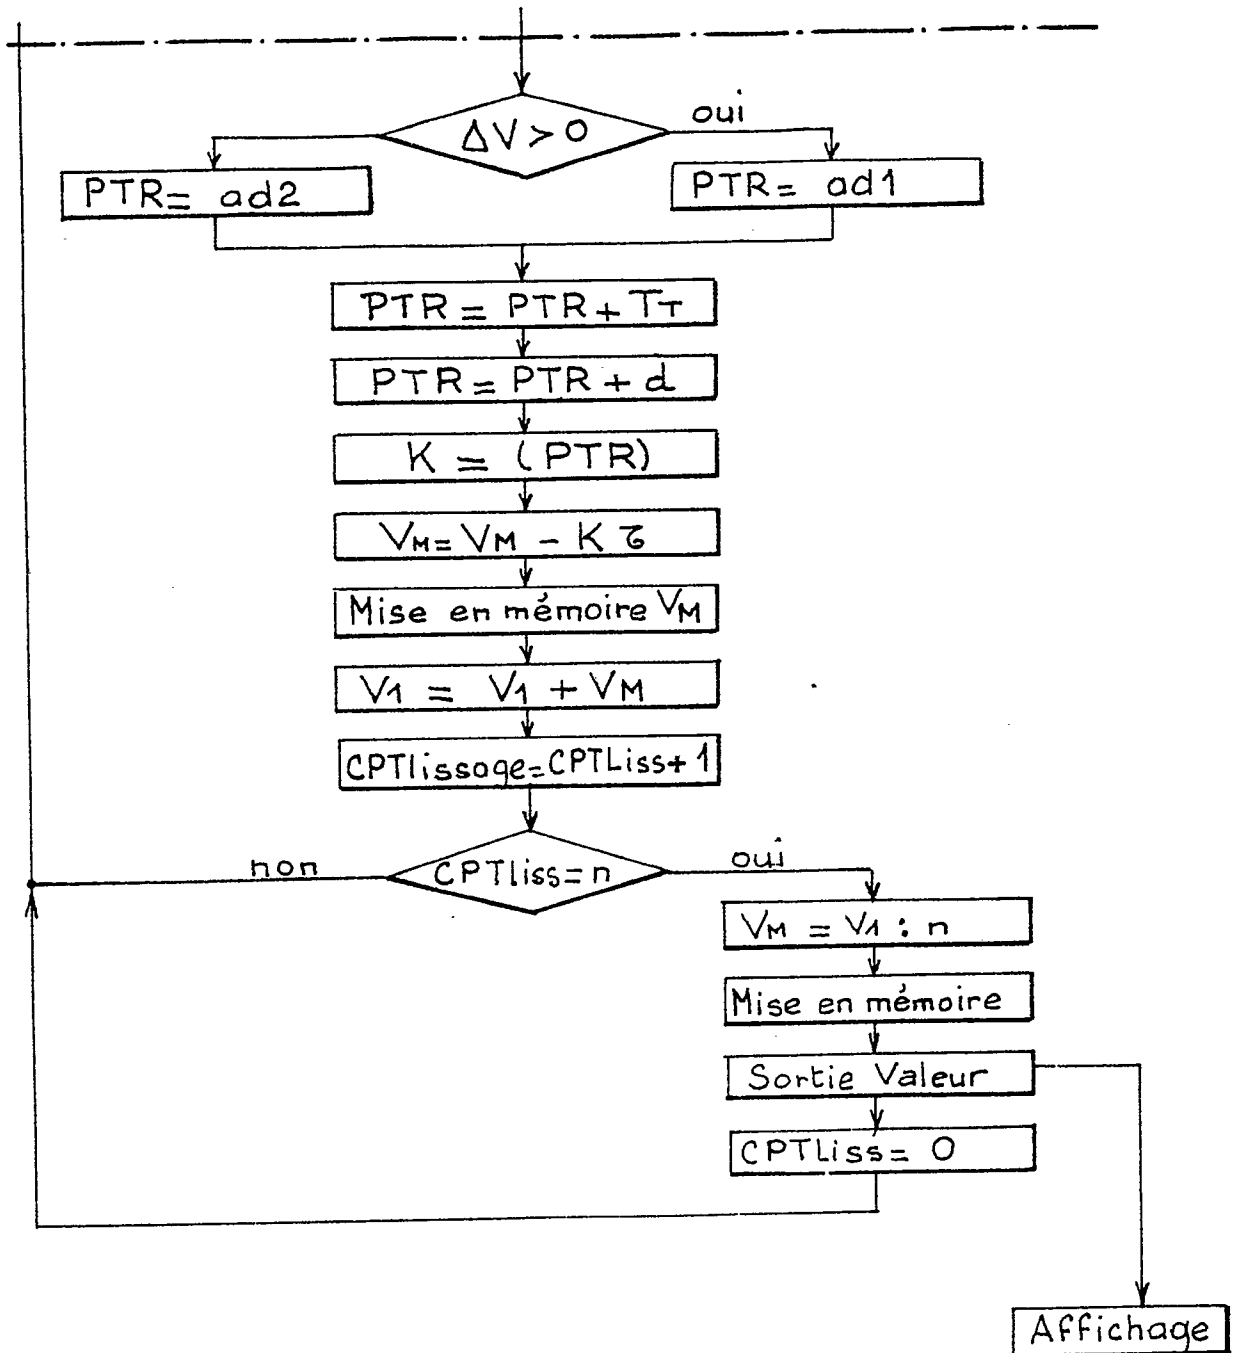 ΔV > 0
oui
PTR = ad2
PTR = ad1
PTR = PTR + TT
PTR = PTR + d
K = (PTR)
VM = VM - K τ
Mise en mémoire VM
V1 = V1 + VM
CPTlissage = CPTLiss + 1
non
CPTliss = n
oui
VM = V1 : n
Mise en mémoire
Sortie Valeur
CPTLiss = 0
Affichage